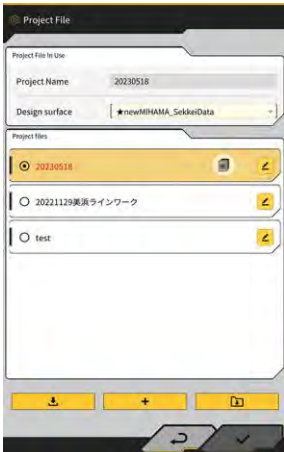 Project File
Project File In Use
Project Name 20230518
Design surface ★newMIHAMA_SekkeiData
Project files
20230518
20221129美浜ラインワーク
test